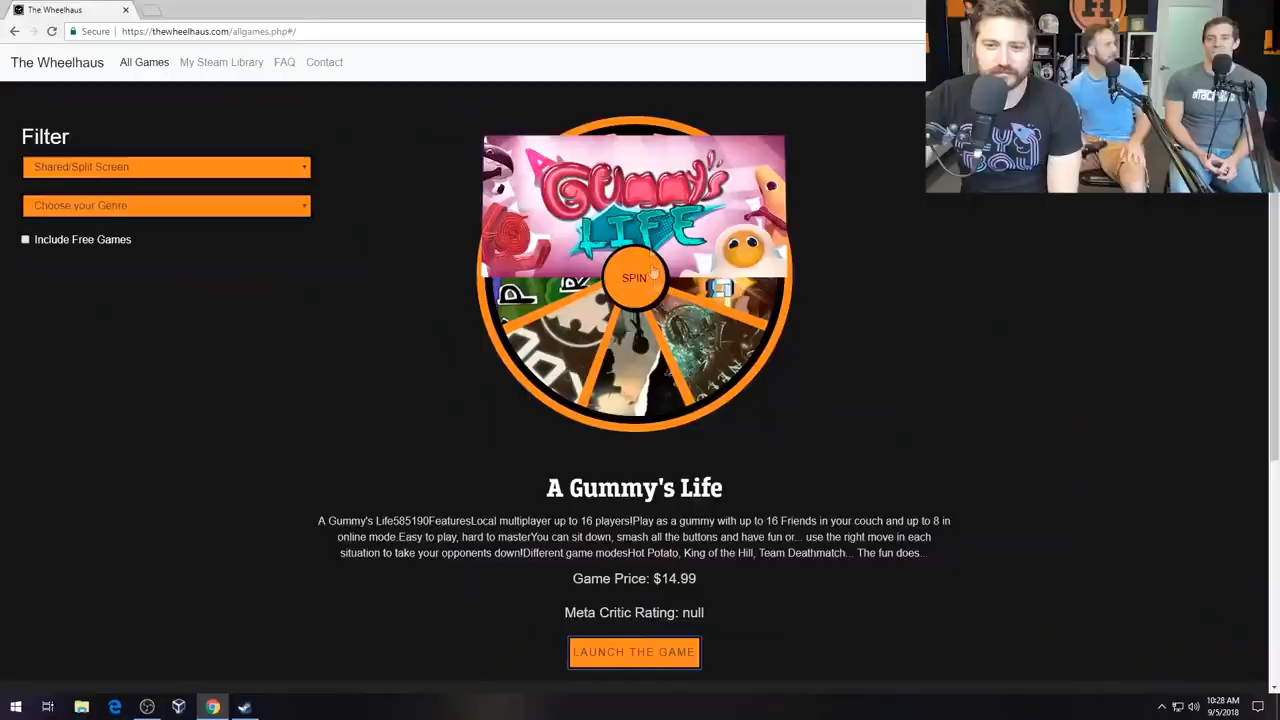 The Wheelhaus
Secure
https://thewheelhaus.com/allgames.php#/
The Wheelhaus
All Games
My Steam Library
FAQ
Contact
Filter
Shared/Split Screen
Choose your Genre
Include Free Games
A Gummy's
LIFE
SPIN
A Gummy's Life
A Gummy's Life585190FeaturesLocal multiplayer up to 16 players!Play as a gummy with up to 16 Friends in your couch and up to 8 in
online mode.Easy to play, hard to masterYou can sit down, smash all the buttons and have fun or... use the right move in each
situation to take your opponents down!Different game modesHot Potato, King of the Hill, Team Deathmatch... The fun does...
Game Price: $14.99
Meta Critic Rating: null
LAUNCH THE GAME
10:28 AM
9/5/2018